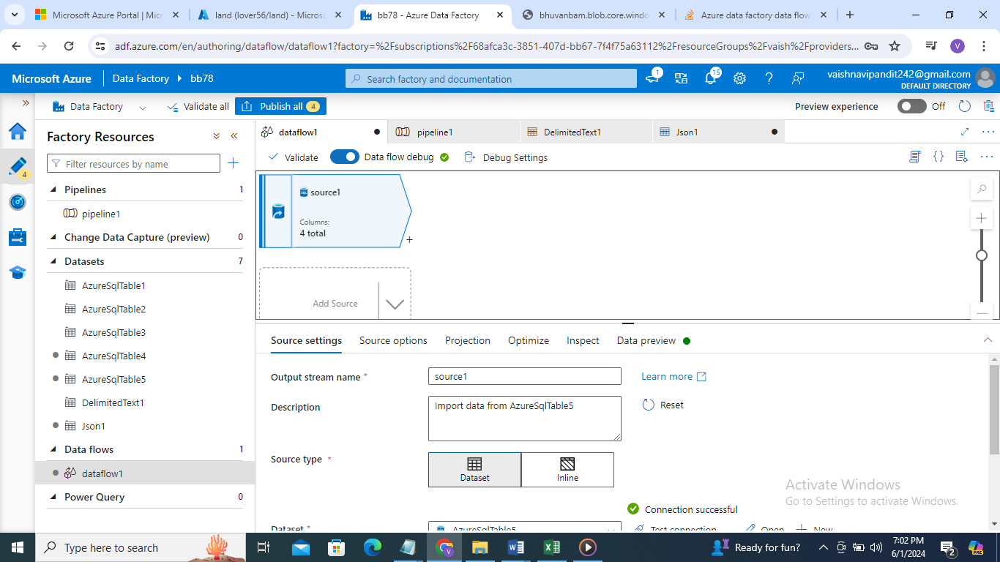 Microsoft Azure Portal | Micr
land (lover56/land) - Microso
bb78 - Azure Data Factory
bhuvanbam.blob.core.windo
Azure data factory data flow
adf.azure.com/en/authoring/dataflow/dataflow1?factory=%2Fsubscriptions%2F68afca3c-3851-407d-bb67-7f4f75a63112%2FresourceGroups%2Fvaish%2Fproviders...
V
Microsoft Azure
Data Factory
bb78
Search factory and documentation
1
15
vaishnavipandit242@gmail.com
DEFAULT DIRECTORY
Data Factory
Validate all
Publish all
4
Preview experience
Off
Factory Resources
dataflow1
pipeline1
DelimitedText1
Json1
4
Filter resources by name
Validate
Data flow debug
Debug Settings
Pipelines
1
pipeline1
Change Data Capture (preview)
0
Datasets
7
AzureSqlTable1
AzureSqlTable2
AzureSqlTable3
AzureSqlTable4
AzureSqlTable5
DelimitedText1
Json1
Data flows
1
dataflow1
Power Query
0
SQL
source1
Columns:
4 total
Add Source
Source settings
Source options
Projection
Optimize
Inspect
Data preview
Output stream name *
source1
Learn more
Description
Import data from AzureSqlTable5
Reset
Source type *
Dataset
Inline
Connection successful
Dataset *
AzureSqlTable5
Test connection
Open
New
Activate Windows
Go to Settings to activate Windows.
Type here to search
V
Ready for fun?
7:02 PM
6/1/2024
2
PRE